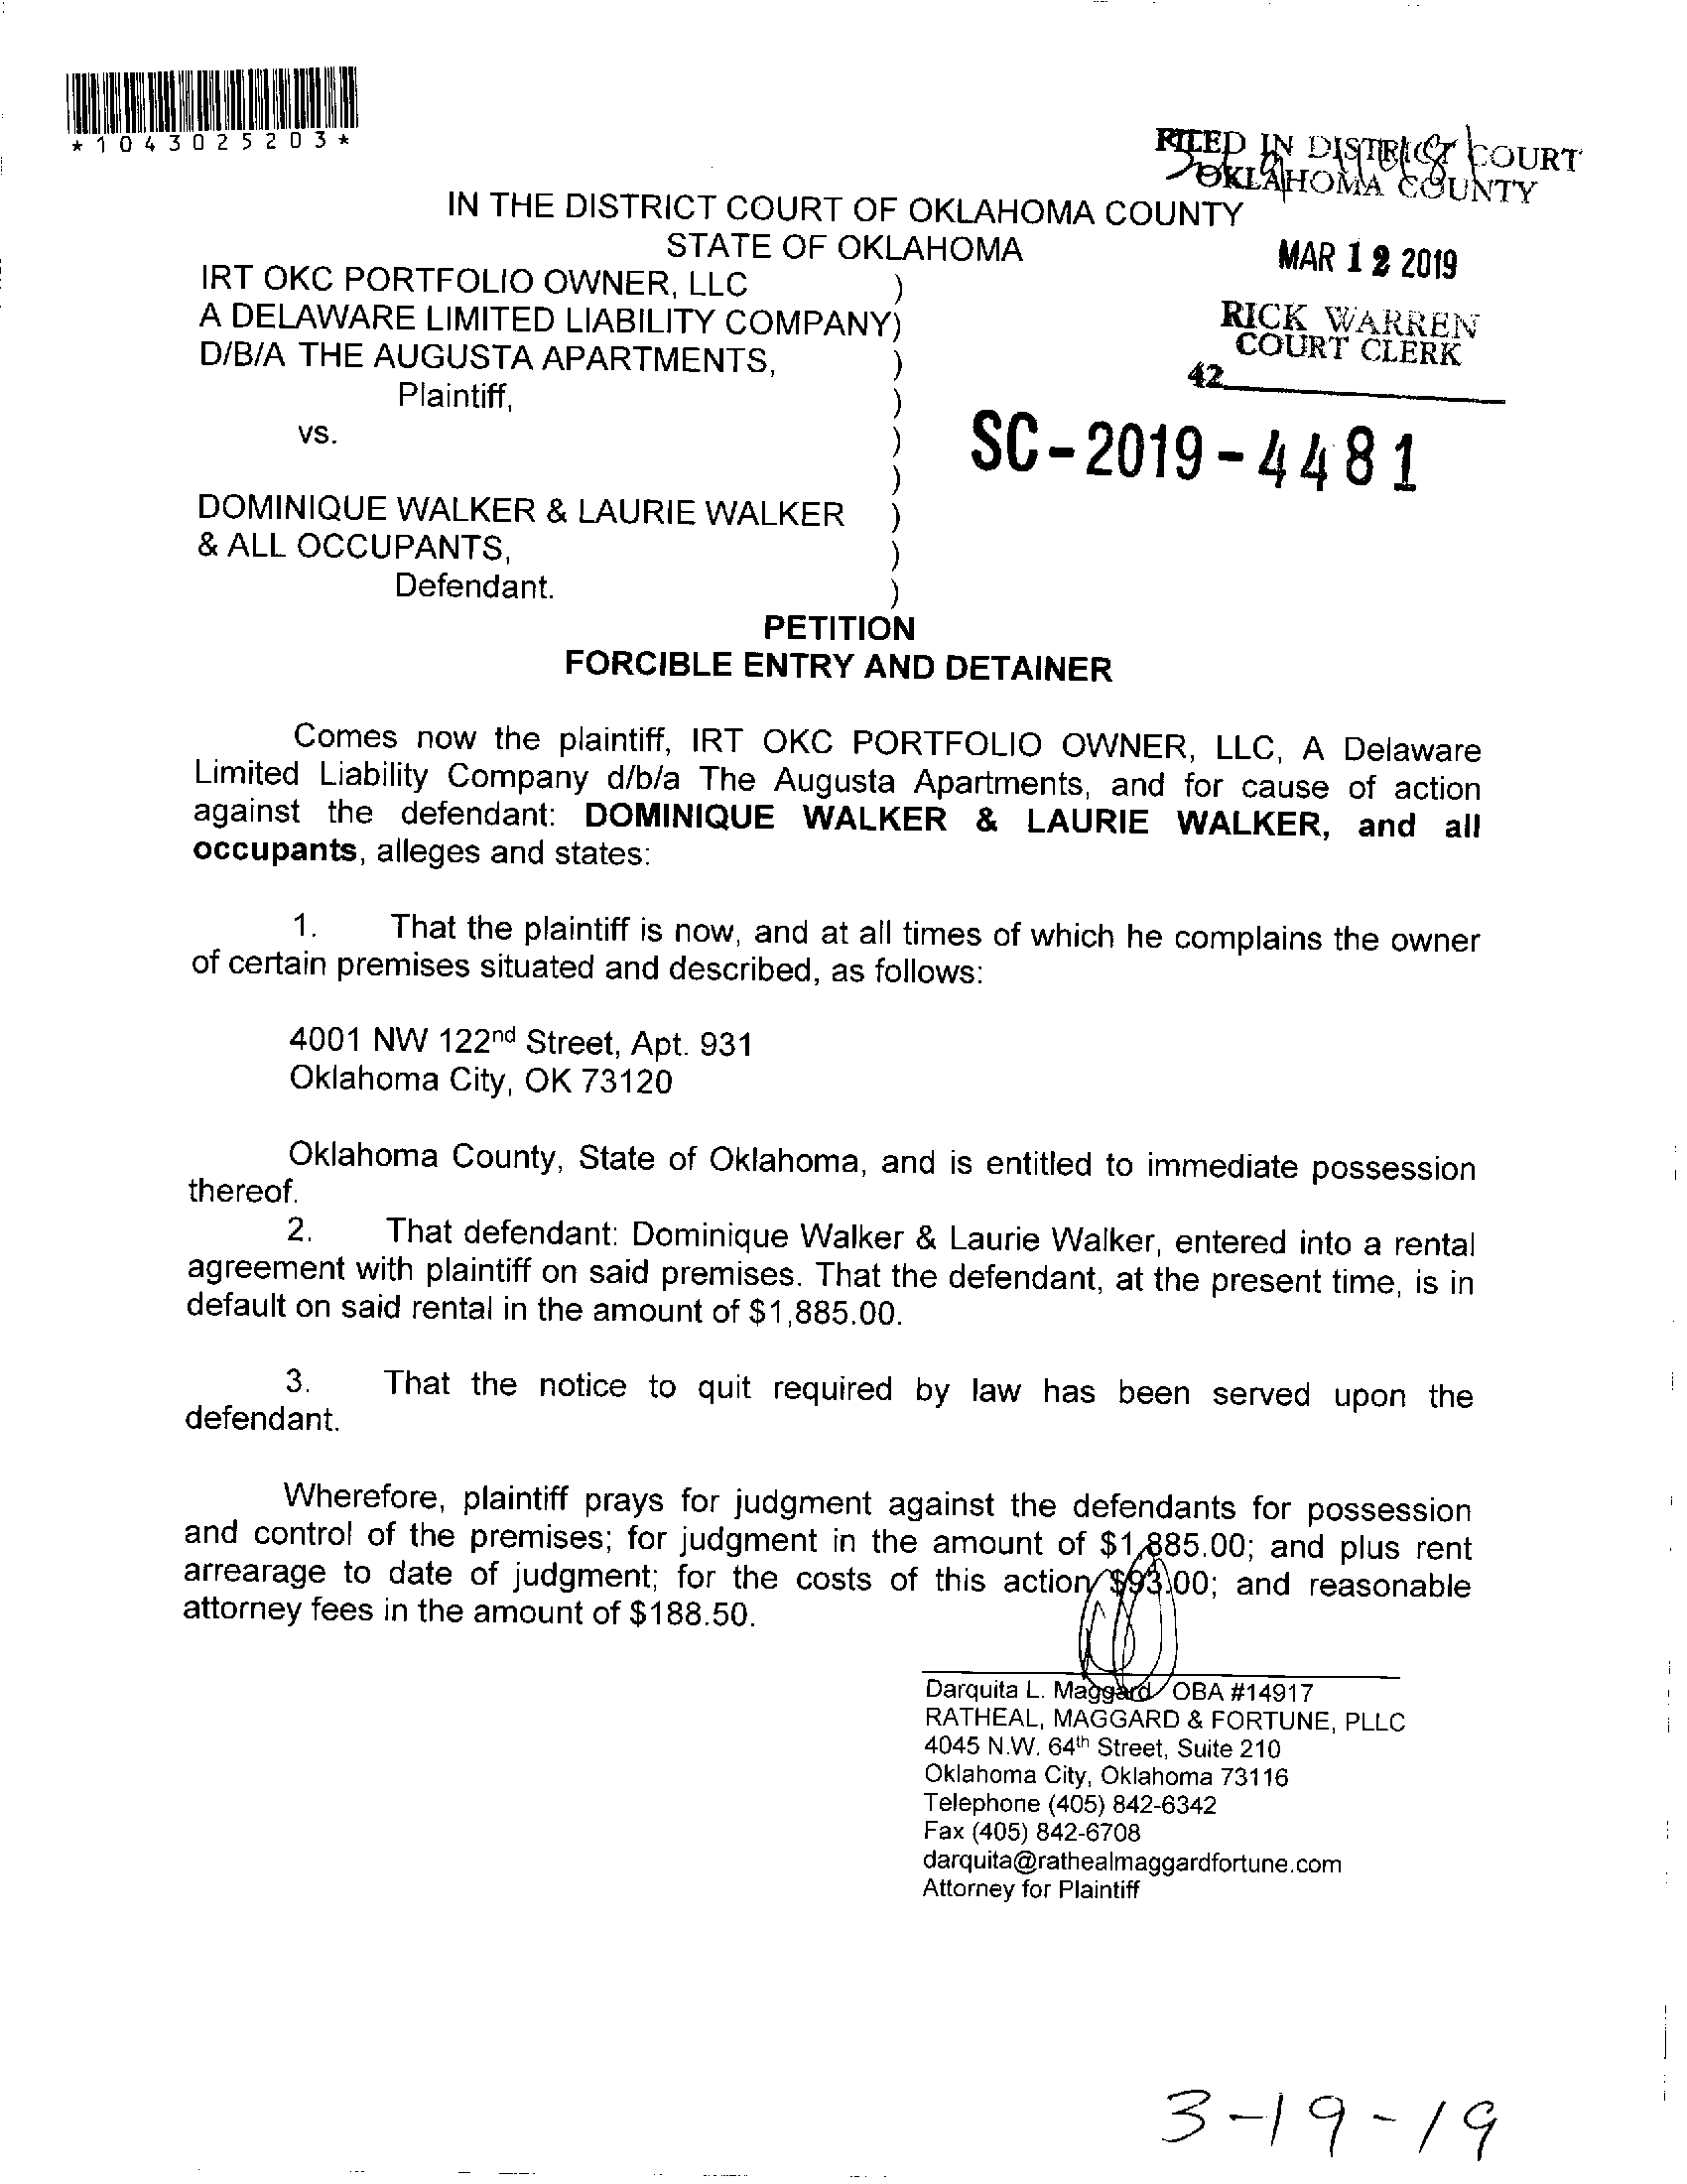 *1043025203*
FILED IN DISTRICT COURT
OKLAHOMA COUNTY
IN THE DISTRICT COURT OF OKLAHOMA COUNTY
STATE OF OKLAHOMA
MAR 12 2019
IRT OKC PORTFOLIO OWNER, LLC )
A DELAWARE LIMITED LIABILITY COMPANY)
D/B/A THE AUGUSTA APARTMENTS, )
RICK WARREN
COURT CLERK
42
Plaintiff, )
vs. )
)
SC-2019-4481
DOMINIQUE WALKER & LAURIE WALKER )
& ALL OCCUPANTS, )
Defendant. )
PETITION
FORCIBLE ENTRY AND DETAINER
Comes now the plaintiff, IRT OKC PORTFOLIO OWNER, LLC, A Delaware
Limited Liability Company d/b/a The Augusta Apartments, and for cause of action
against the defendant: DOMINIQUE WALKER & LAURIE WALKER, and all
occupants, alleges and states:
1. That the plaintiff is now, and at all times of which he complains the owner
of certain premises situated and described, as follows:
4001 NW 122nd Street, Apt. 931
Oklahoma City, OK 73120
Oklahoma County, State of Oklahoma, and is entitled to immediate possession
thereof.
2. That defendant: Dominique Walker & Laurie Walker, entered into a rental
agreement with plaintiff on said premises. That the defendant, at the present time, is in
default on said rental in the amount of $1,885.00.
3. That the notice to quit required by law has been served upon the
defendant.
Wherefore, plaintiff prays for judgment against the defendants for possession
and control of the premises; for judgment in the amount of $1,885.00; and plus rent
arrearage to date of judgment; for the costs of this action $93.00; and reasonable
attorney fees in the amount of $188.50.
Darquita L. Maggard OBA #14917
RATHEAL, MAGGARD & FORTUNE, PLLC
4045 N.W. 64th Street, Suite 210
Oklahoma City, Oklahoma 73116
Telephone (405) 842-6342
Fax (405) 842-6708
darquita@rathealmaggardfortune.com
Attorney for Plaintiff
3-19-19